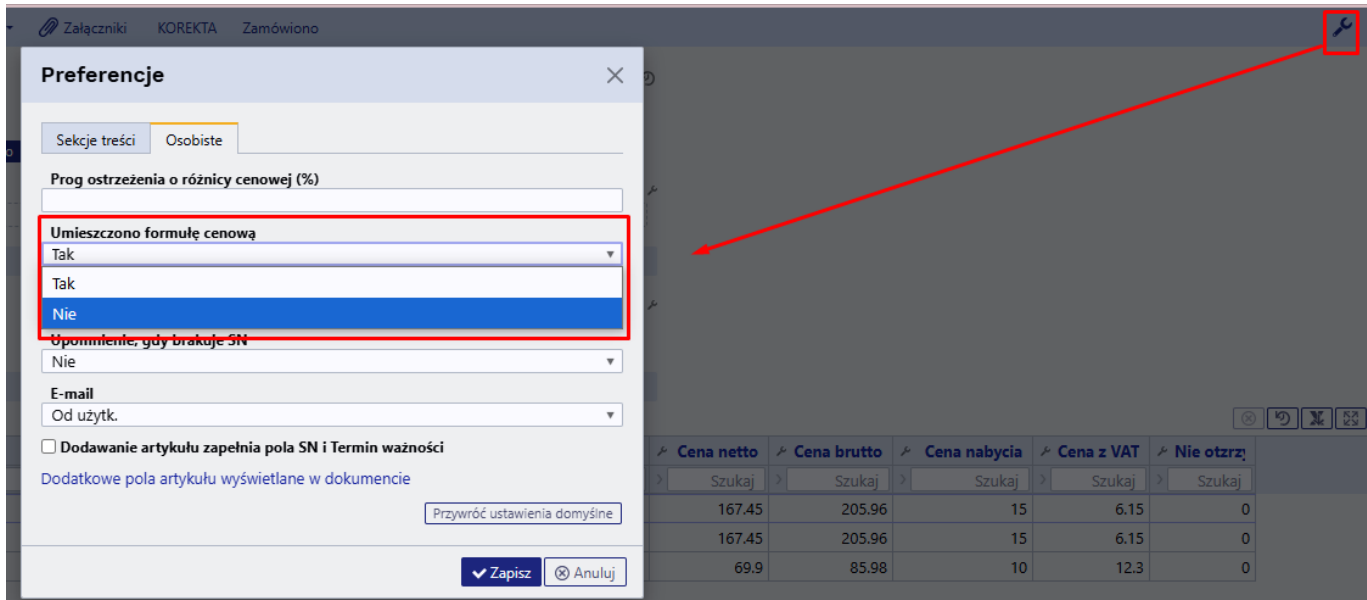 Załączniki KOREKTA Zamówiono
Preferencje
Sekcje treści Osobiste
Prog ostrzeżenia o różnicy cenowej (%)
Umieszczono formułę cenową
Tak
Tak
Nie
Upomnienie, gdy brakuje SN
Nie
E-mail
Od użytk.
Dodawanie artykułu zapełnia pola SN i Termin ważności
Dodatkowe pola artykułu wyświetlane w dokumencie
Przywróć ustawienia domyślne
Zapisz Anuluj
Cena netto Cena brutto Cena nabycia Cena z VAT Nie otzrzy
Szukaj Szukaj Szukaj Szukaj Szukaj
167.45 205.96 15 6.15 0
167.45 205.96 15 6.15 0
69.9 85.98 10 12.3 0